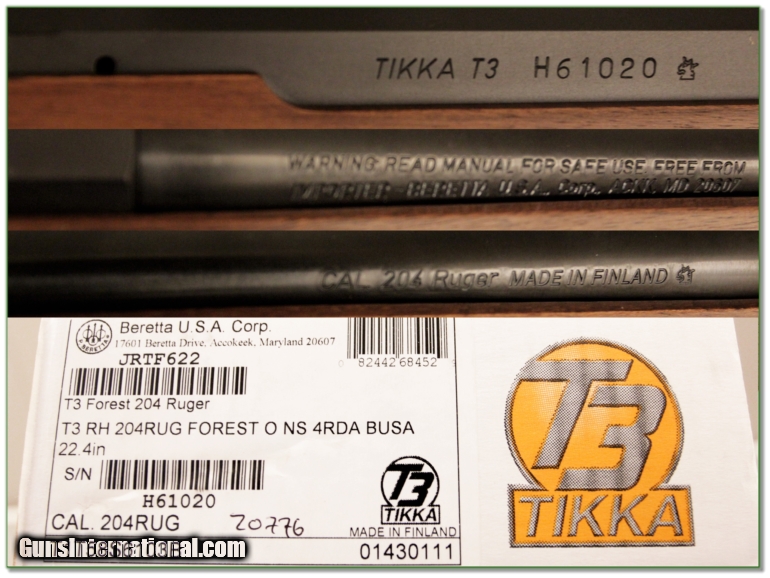 TIKKA T3 H61020
WARNING READ MANUAL FOR SAFE USE FREE FROM
BERETTA U.S.A. Corp. ACKK, MD 20607
CAL. 204 Ruger MADE IN FINLAND
Beretta U.S.A. Corp.
17601 Beretta Drive, Accokeek, Maryland 20607
JRTF622
0 82442 68452
T3 Forest 204 Ruger
T3 RH 204RUG FOREST O NS 4RDA BUSA
22.4in
S/N
H61020
CAL. 204RUG 20776
T3
TIKKA
MADE IN FINLAND
01430111
T3
TIKKA
GunsInternational.com